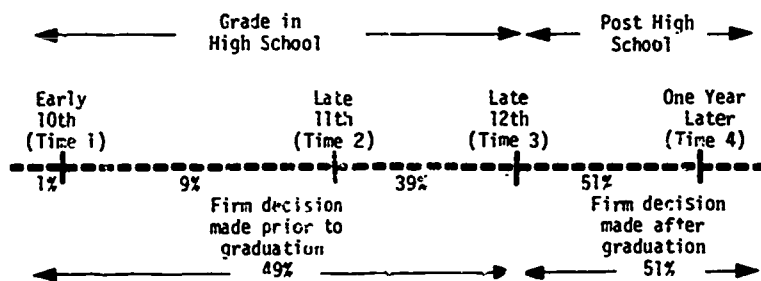 Grade in
High School
Post High
School
Early
10th
(Time 1)
Late
11th
(Time 2)
Late
12th
(Time 3)
One Year
Later
(Time 4)
1%
9%
39%
51%
Firm decision
made prior to
graduation
49%
Firm decision
made after
graduation
51%